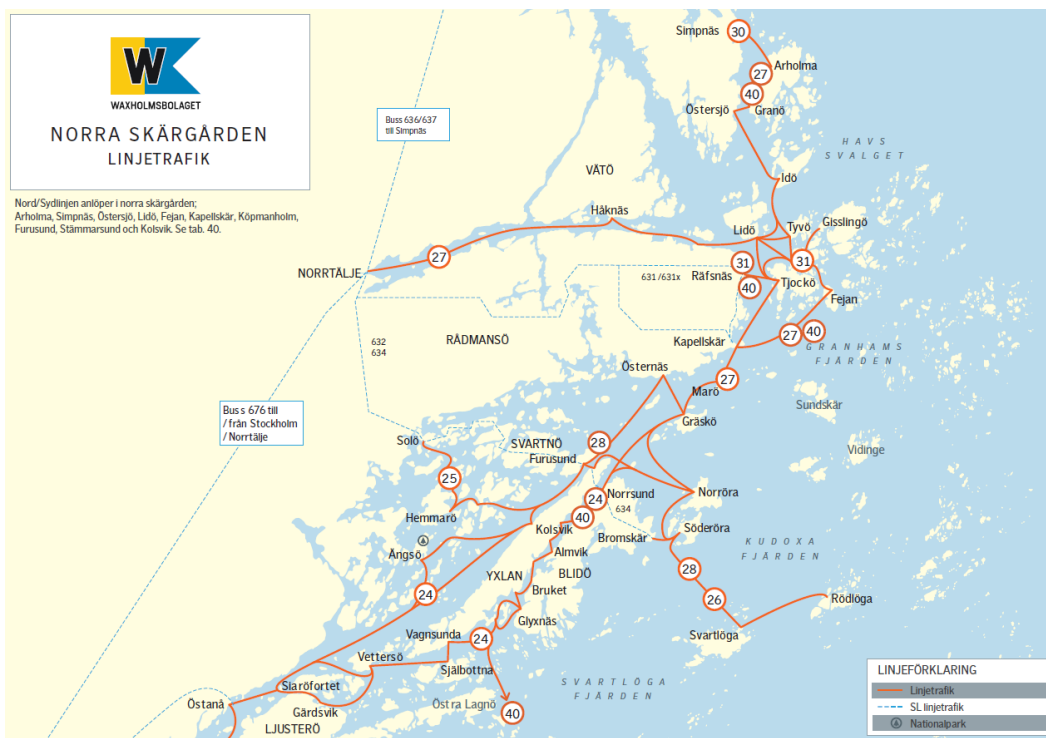 W
WAXHOLMSBOLAGET
NORRA SKÄRGÅRDEN
LINJETRAFIK
Nord/Sydlinjen anlöper i norra skärgården;
Arholma, Simpnäs, Östersjö, Lidö, Fejan, Kapellskär, Köpmanholm,
Furusund, Stämmarsund och Kolsvik. Se tab. 40.
Buss 636/637
till Simpnäs
Simpnäs
30
Arholma
27
40
Östersjö
Granö
HAVS
SVALGET
VÄTÖ
Idö
Håknäs
Lidö
Tyvö
Gisslingö
27
NORRTÄLJE
31
31
631/631x
Räfsnäs
40
Tjockö
Fejan
RÅDMANSÖ
Kapellskär
27
40
GRANHAMS
FJÄRDEN
632
634
Östernäs
Marö
27
Sundskär
Buss 676 till
/från Stockholm
/Norrtälje
Gräskö
Solö
SVARTNÖ
28
Furusund
Vidinge
25
24
Norrsund
Norröra
634
Hemmarö
40
Kolsvik
Bromskär
Söderöra
KUDOXA
FJÄRDEN
Ängsö
Almvik
YXLAN
BLIDÖ
28
24
Bruket
26
Rödlöga
Glyxnäs
Vagnsunda
24
Svartlöga
Vettersö
Själbottna
Siaröfortet
SVARTLÖGA
FJÄRDEN
Östanå
Gärdsvik
Östra Lagnö
40
LJUSTERÖ
LINJEFÖRKLARING
Linjetrafik
SL linjetrafik
Nationalpark